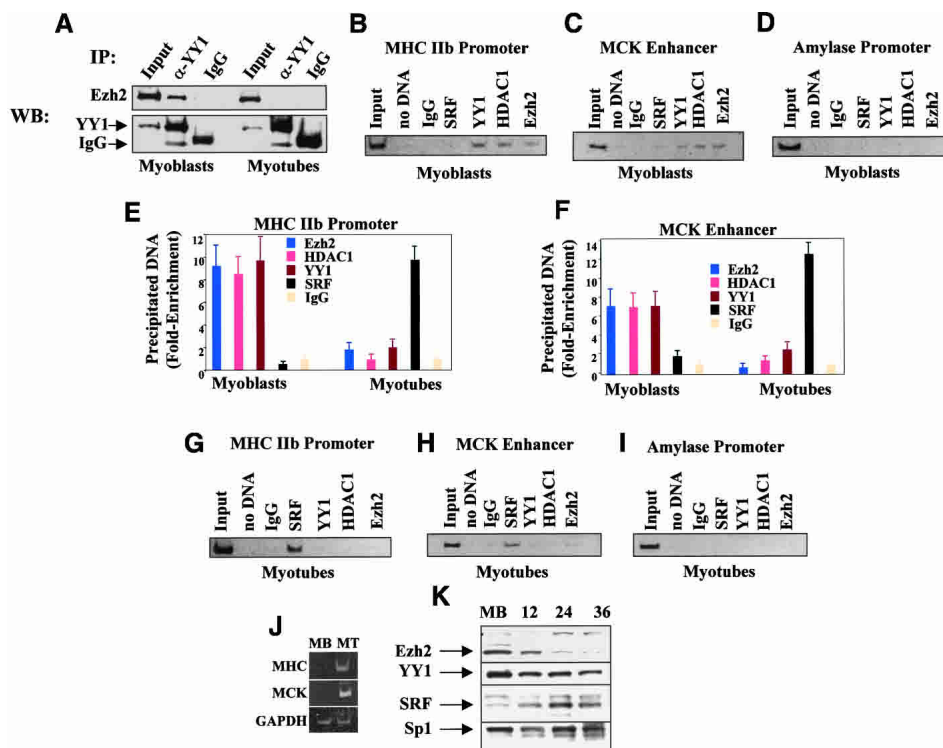 A
IP:
Input
α-YY1
IgG
Input
α-YY1
IgG
WB:
Ezh2
YY1
IgG
Myoblasts
Myotubes
B
MHC IIb Promoter
Input
no DNA
IgG
SRF
YY1
HDAC1
Ezh2
Myoblasts
C
MCK Enhancer
Input
no DNA
IgG
SRF
YY1
HDAC1
Ezh2
Myoblasts
D
Amylase Promoter
Input
no DNA
IgG
SRF
YY1
HDAC1
Ezh2
Myoblasts
E
MHC IIb Promoter
Precipitated DNA
(Fold-Enrichment)
10
8
6
4
2
0
Ezh2
HDAC1
YY1
SRF
IgG
Myoblasts
Myotubes
F
MCK Enhancer
Precipitated DNA
(Fold-Enrichment)
14
12
10
8
6
4
2
0
Ezh2
HDAC1
YY1
SRF
IgG
Myoblasts
Myotubes
G
MHC IIb Promoter
Input
no DNA
IgG
SRF
YY1
HDAC1
Ezh2
Myotubes
H
MCK Enhancer
Input
no DNA
IgG
SRF
YY1
HDAC1
Ezh2
Myotubes
I
Amylase Promoter
Input
no DNA
IgG
SRF
YY1
HDAC1
Ezh2
Myotubes
J
MB MT
MHC
MCK
GAPDH
K
MB 12 24 36
Ezh2
YY1
SRF
Sp1